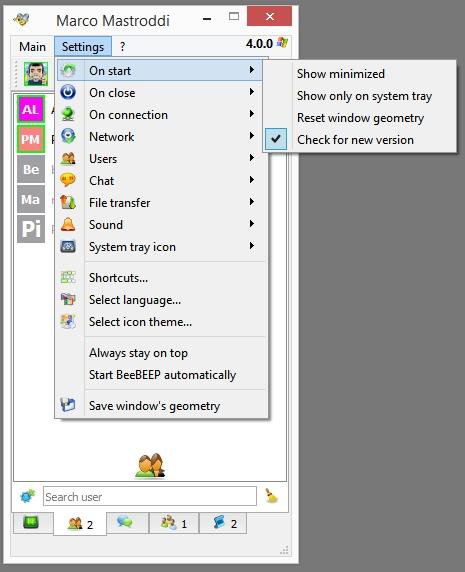 Marco Mastroddi
Main Settings ? 4.0.0
On start
On close
On connection
Network
Users
Chat
File transfer
Sound
System tray icon
Shortcuts...
Select language...
Select icon theme...
Always stay on top
Start BeeBEEP automatically
Save window's geometry
Show minimized
Show only on system tray
Reset window geometry
Check for new version
AL
PM
Be
Ma
Pi
Search user
2 1 2